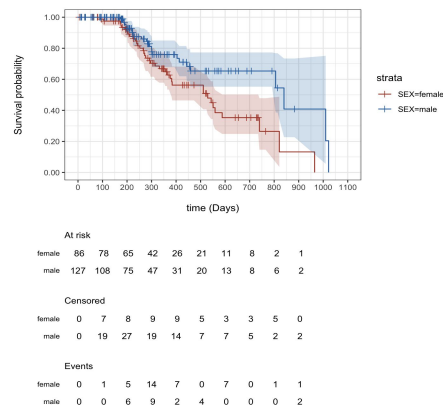 Survival probability
1.00
0.80
0.60
0.40
0.20
0.00
0 100 200 300 400 500 600 700 800 900 1000 1100
time (Days)
strata
SEX=female
SEX=male
At risk
female 86 78 65 42 26 21 11 8 2 1
male 127 108 75 47 31 20 13 8 6 2
Censored
female 0 7 8 9 9 5 3 3 5 0
male 0 19 27 19 14 7 7 5 2 2
Events
female 0 1 5 14 7 0 7 0 1 1
male 0 0 6 9 2 4 0 0 0 2